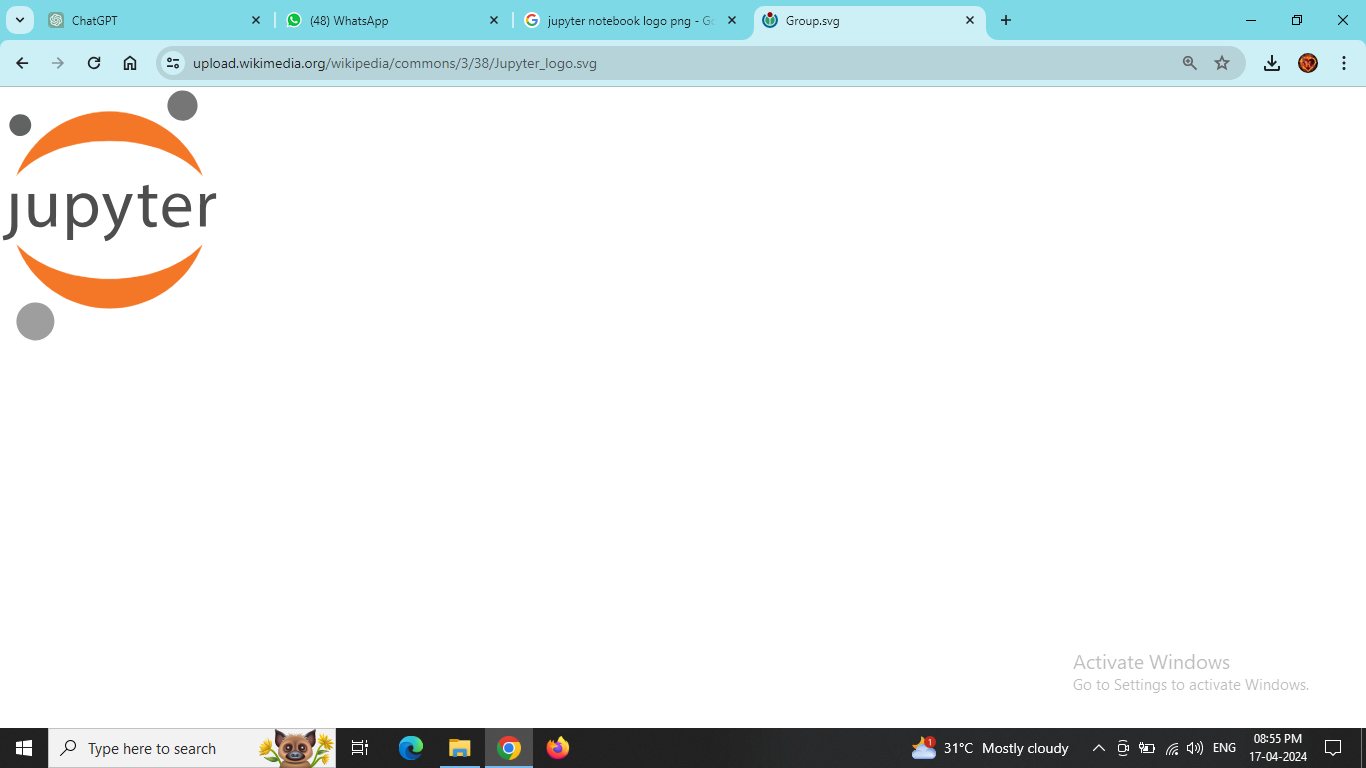 ChatGPT
(48) WhatsApp
jupyter notebook logo png - Go
Group.svg
upload.wikimedia.org/wikipedia/commons/3/38/Jupyter_logo.svg
jupyter
Activate Windows
Go to Settings to activate Windows.
Type here to search
1
31°C Mostly cloudy
ENG
08:55 PM
17-04-2024